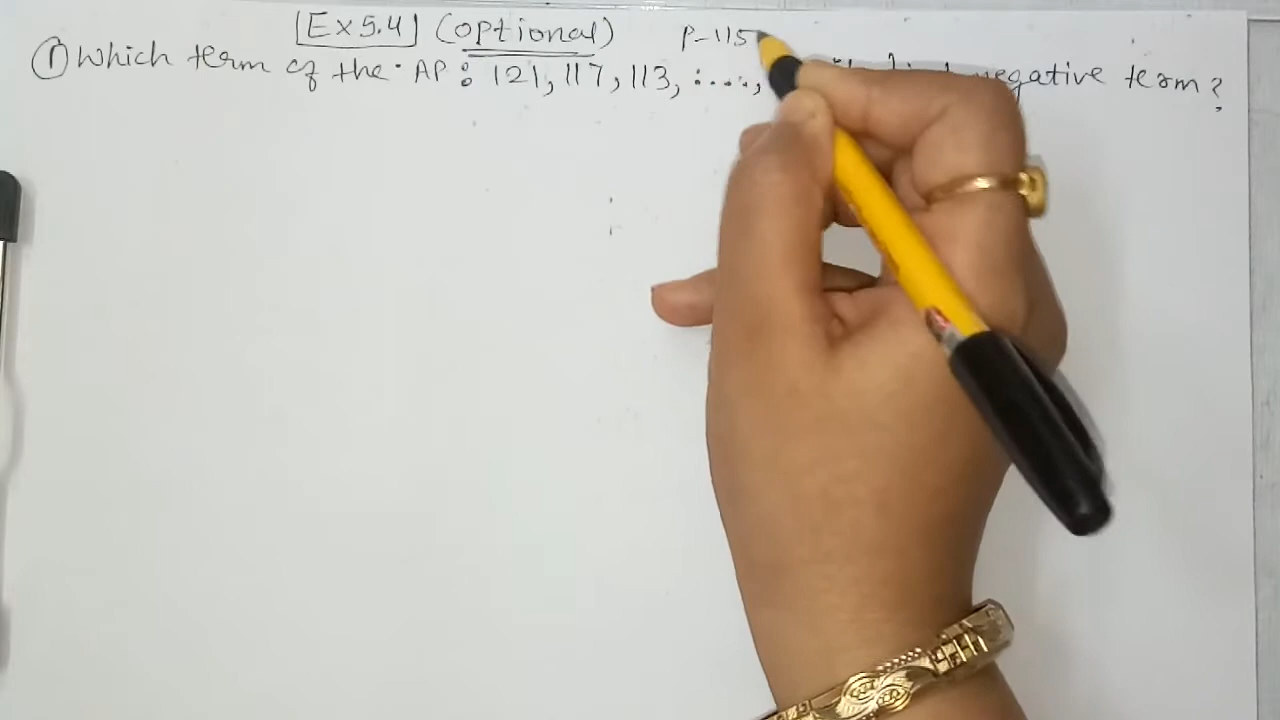 [Ex 5.4] (optional) P-115
① Which term of the AP : 121, 117, 113, ....., negative term?